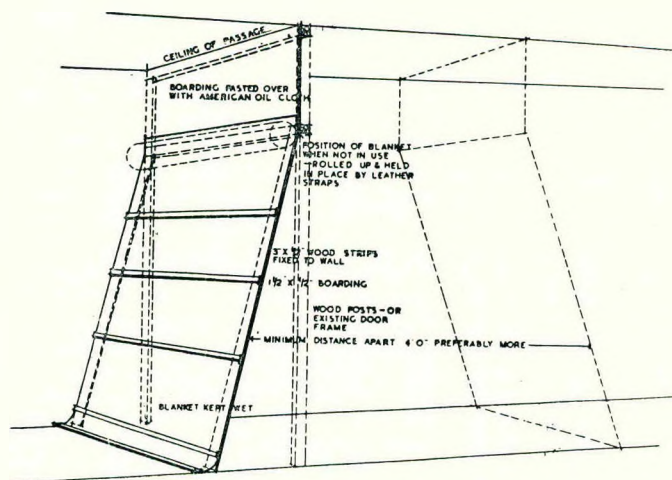 CEILING OF PASSAGE
BOARDING PASTED OVER
WITH AMERICAN OIL CLOTH
POSITION OF BLANKET
WHEN NOT IN USE
—ROLLED UP & HELD
IN PLACE BY LEATHER
STRAPS
WOOD STRIPS
FIXED TO WALL
BOARDING
WOOD POSTS-OR
EXISTING DOOR
FRAME
MINIMUM DISTANCE APART 4'0" PREFERABLY MORE
BLANKET KEPT WET